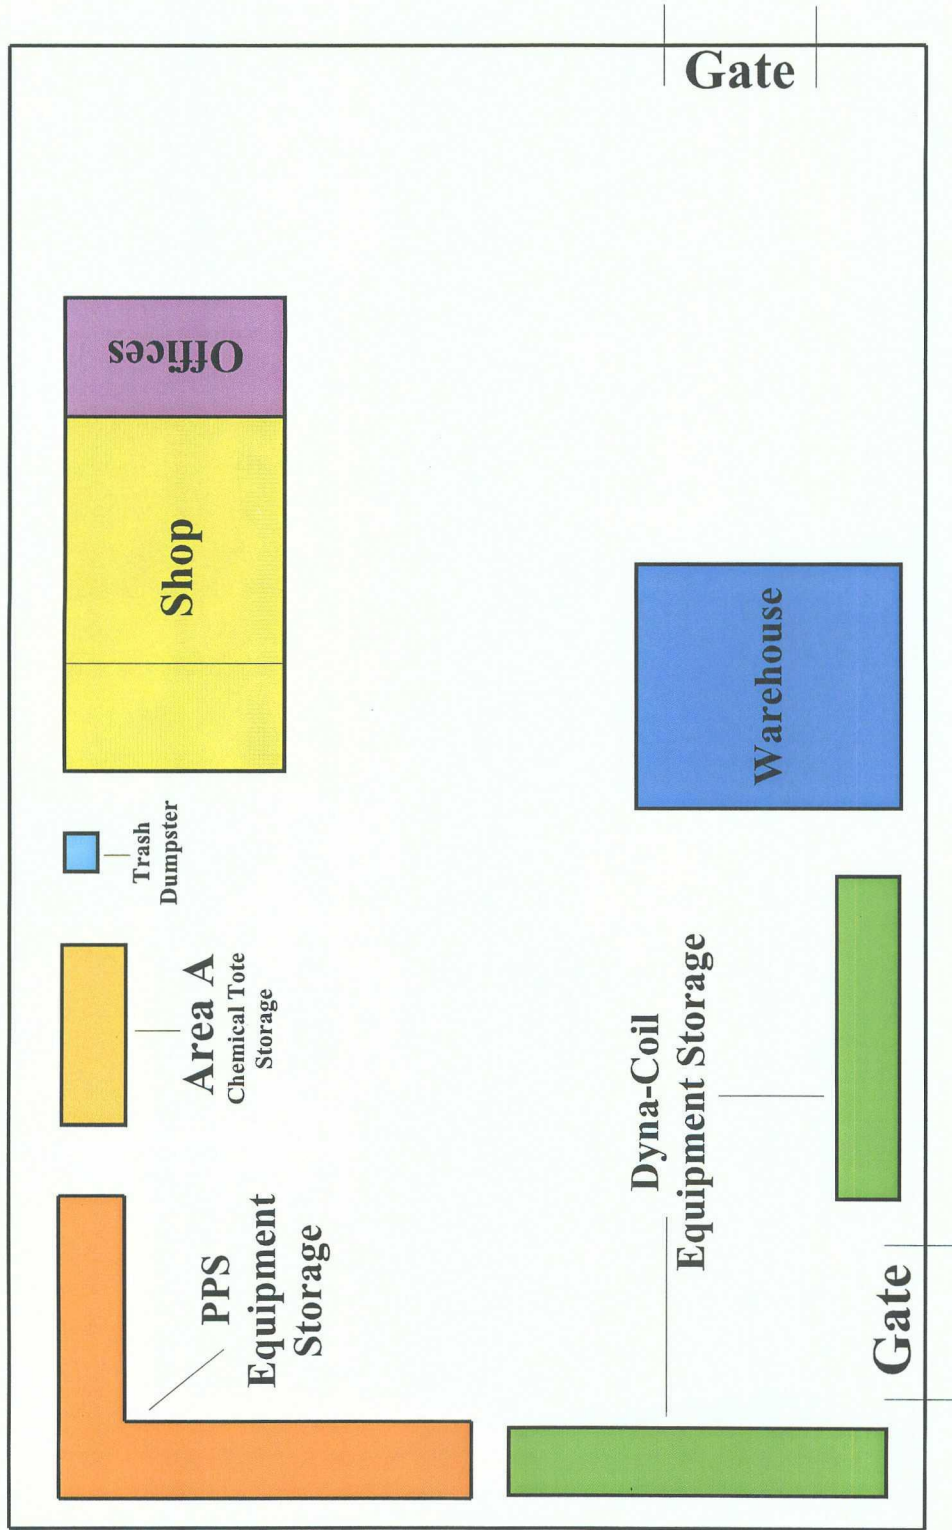 Gate
Offices
Shop
Warehouse
Trash
Dumpster
Area A
Chemical Tote
Storage
Dyna-Coil
Equipment Storage
PPS
Equipment
Storage
Gate